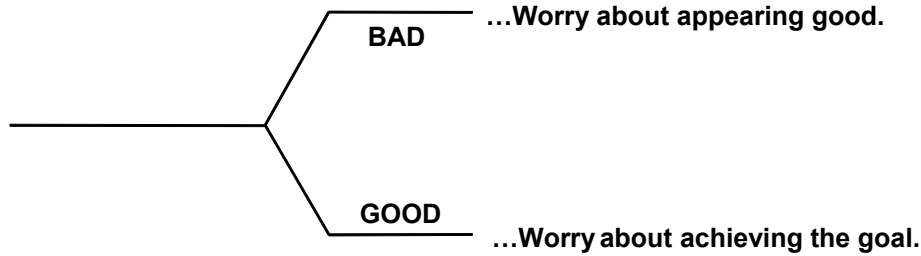 …Worry about appearing good.
BAD
GOOD
…Worry about achieving the goal.